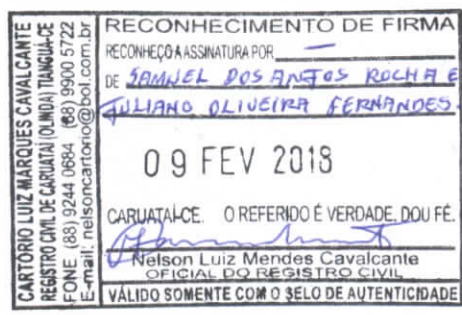 CARTÓRIO LUIZ MARQUES CAVALCANTE
REGISTRO CIVIL DE CARUATAÍ (OLINDA) TIANGUÁ-CE
FONE (88) 9244 0684 (88) 9900 5722
E-mail: nelsoncartorio@bol.com.br
RECONHECIMENTO DE FIRMA
RECONHEÇO A ASSINATURA POR
DE SAMUEL DOS ANTOS ROCHA E
JULIANO OLIVEIRA FERNANDES
09 FEV 2018
CARUATAÍ-CE. O REFERIDO É VERDADE, DOU FÉ.
Nelson Luiz Mendes Cavalcante
OFICIAL DO REGISTRO CIVIL
VÁLIDO SOMENTE COM O SELO DE AUTENTICIDADE